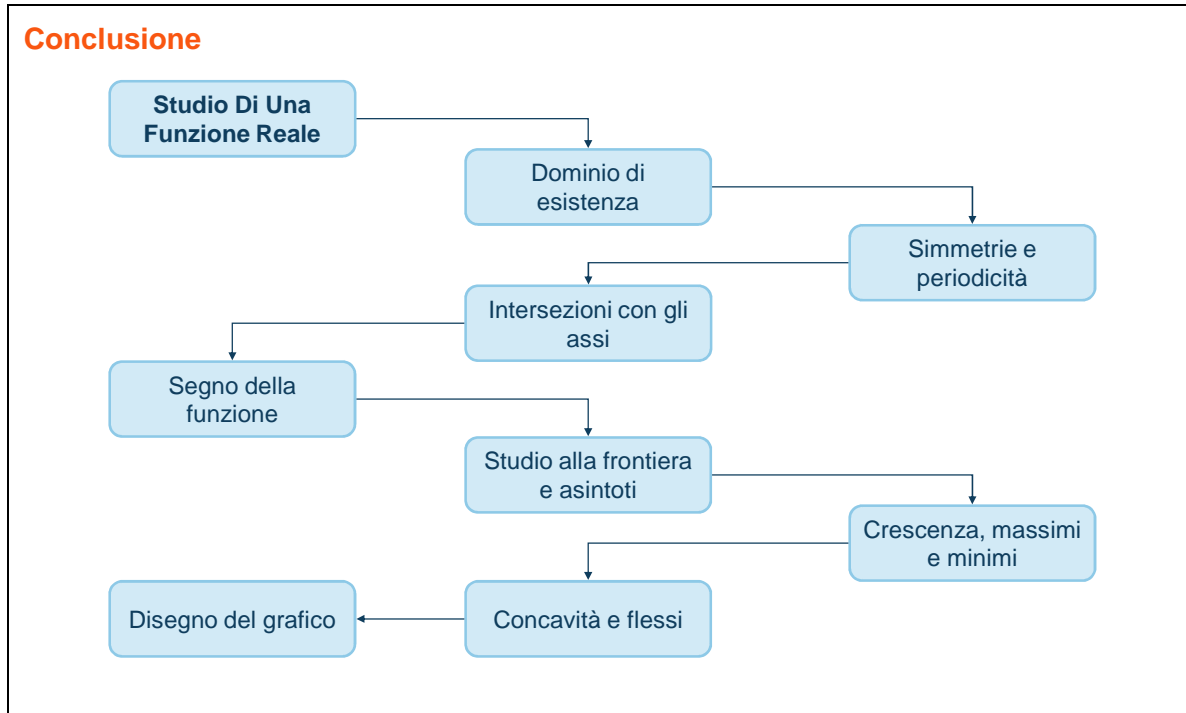 Conclusione
Studio Di Una
Funzione Reale
Dominio di
esistenza
Simmetrie e
periodicità
Intersezioni con gli
assi
Segno della
funzione
Studio alla frontiera
e asintoti
Crescenza, massimi
e minimi
Concavità e flessi
Disegno del grafico